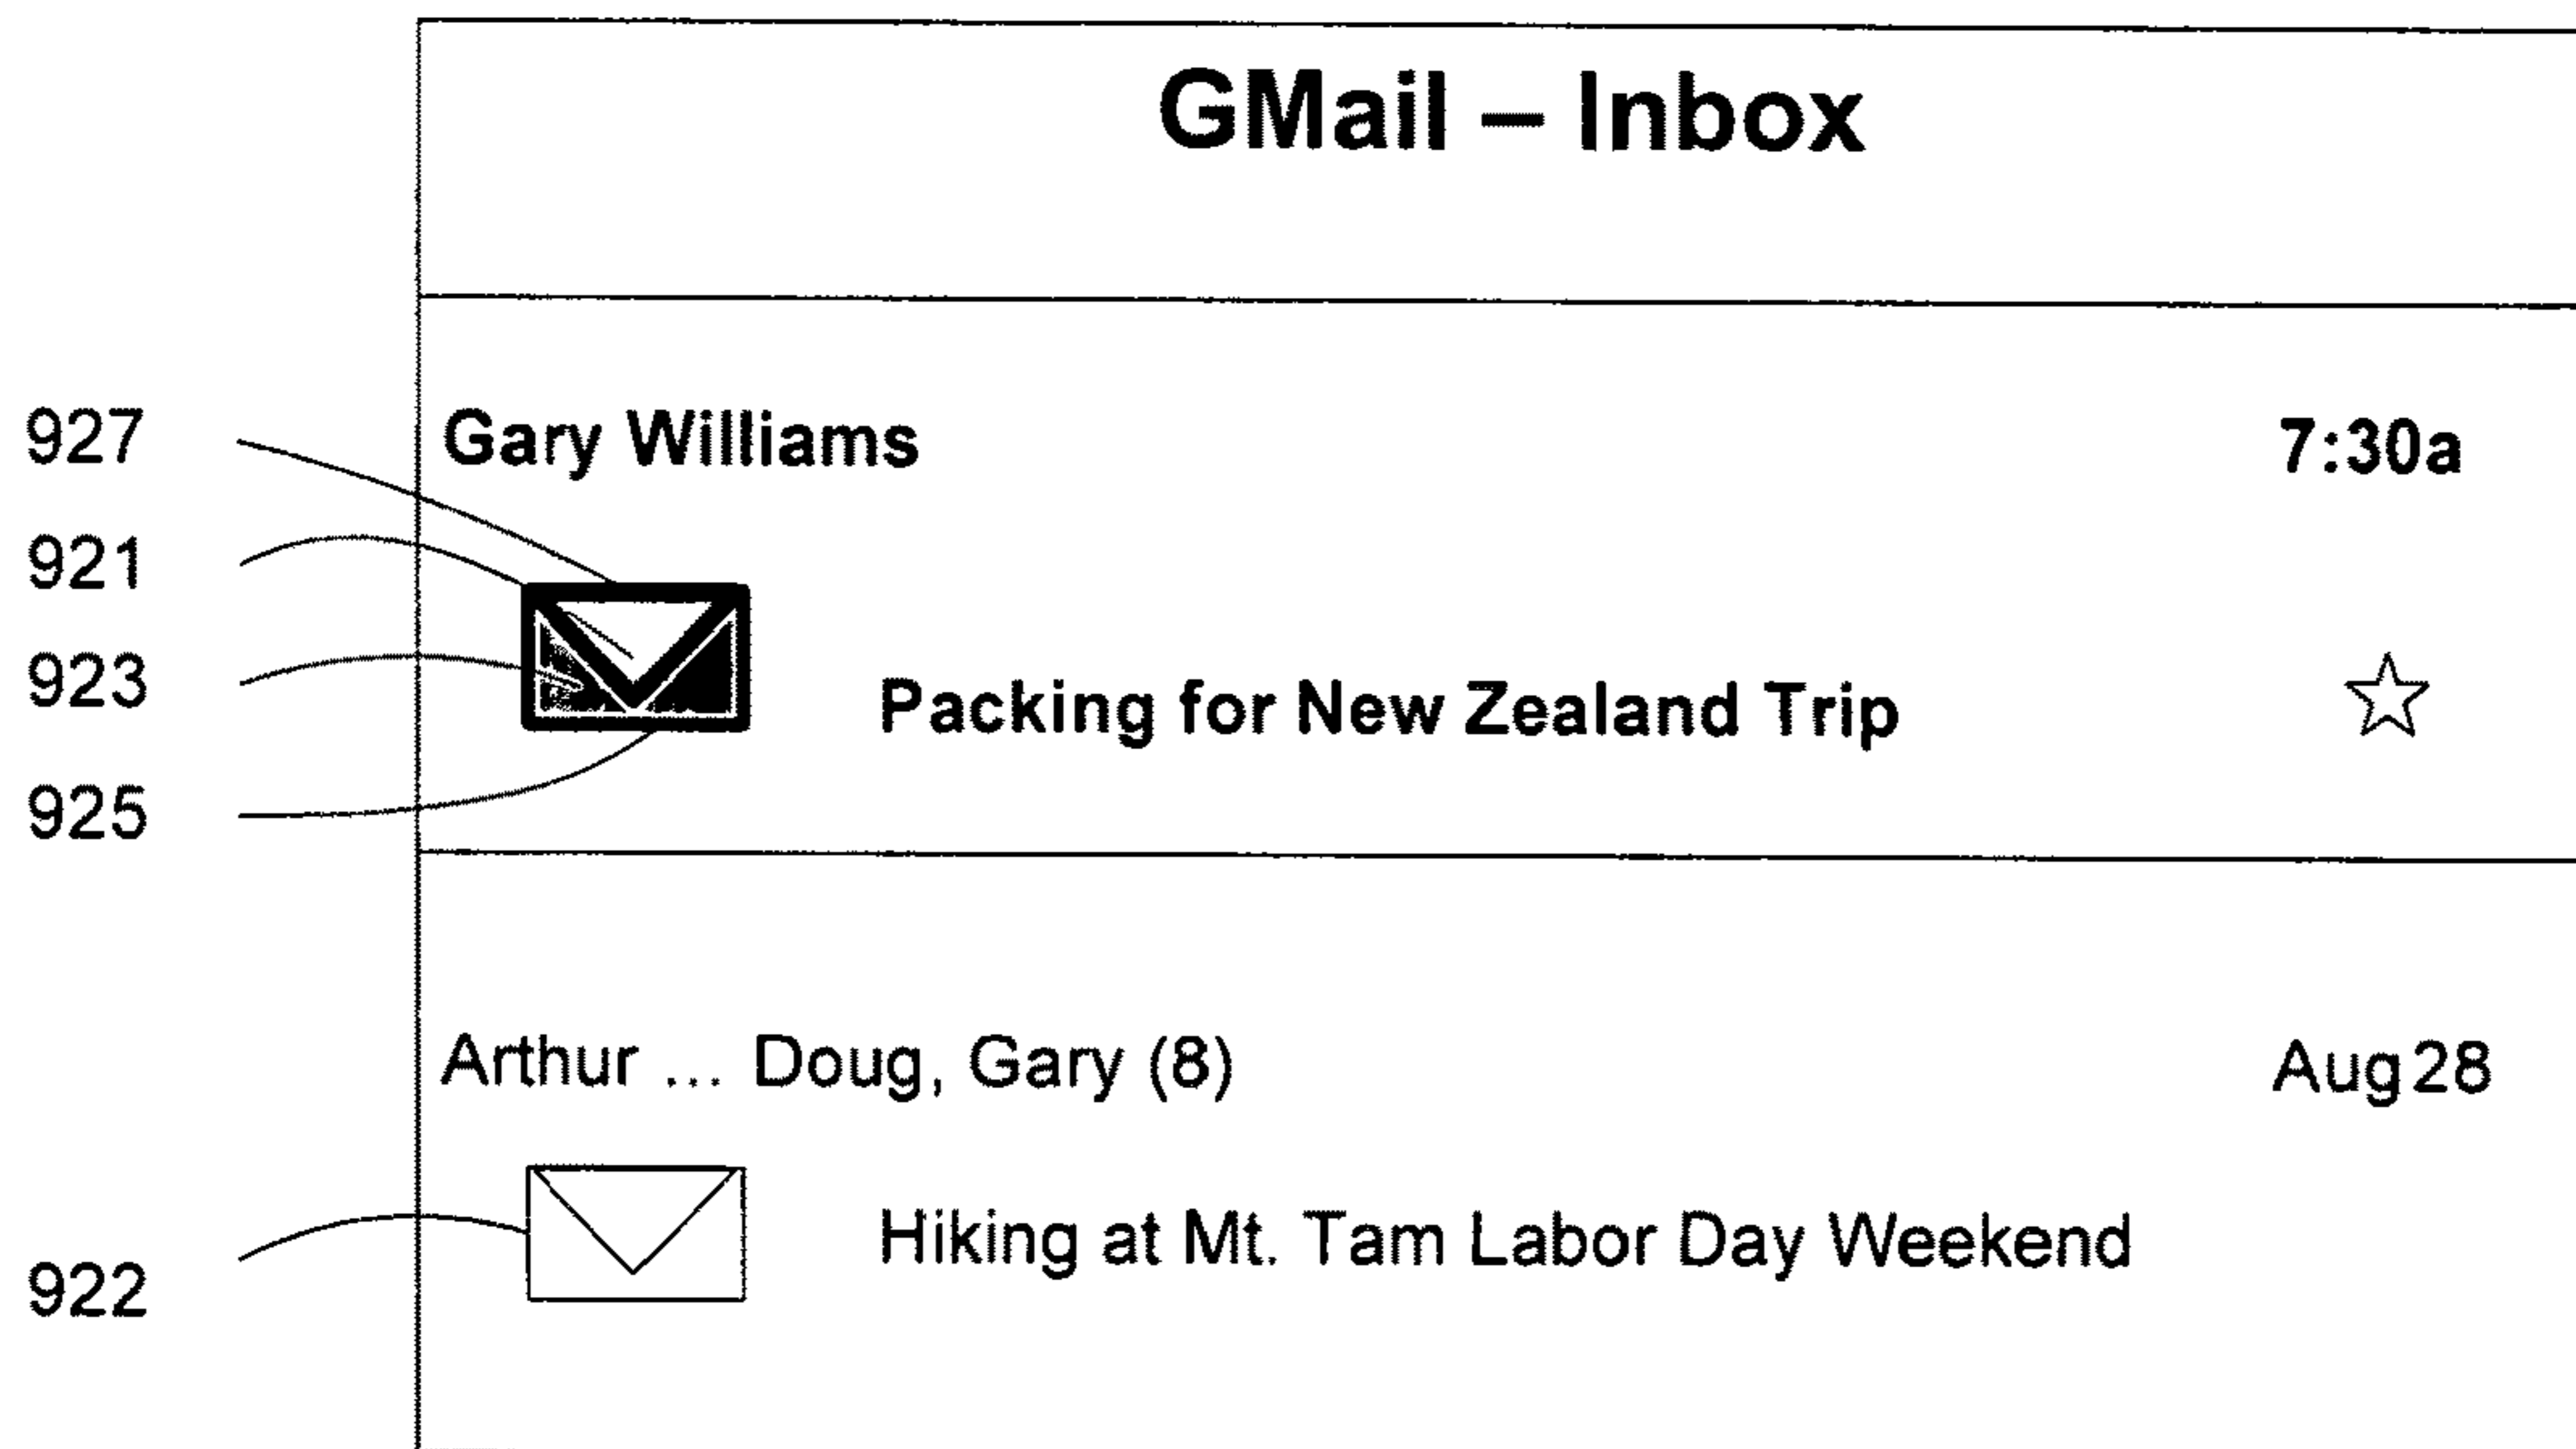 GMail – Inbox
927
Gary Williams
7:30a
921
923
Packing for New Zealand Trip
925
Arthur ... Doug, Gary (8)
Aug 28
Hiking at Mt. Tam Labor Day Weekend
922